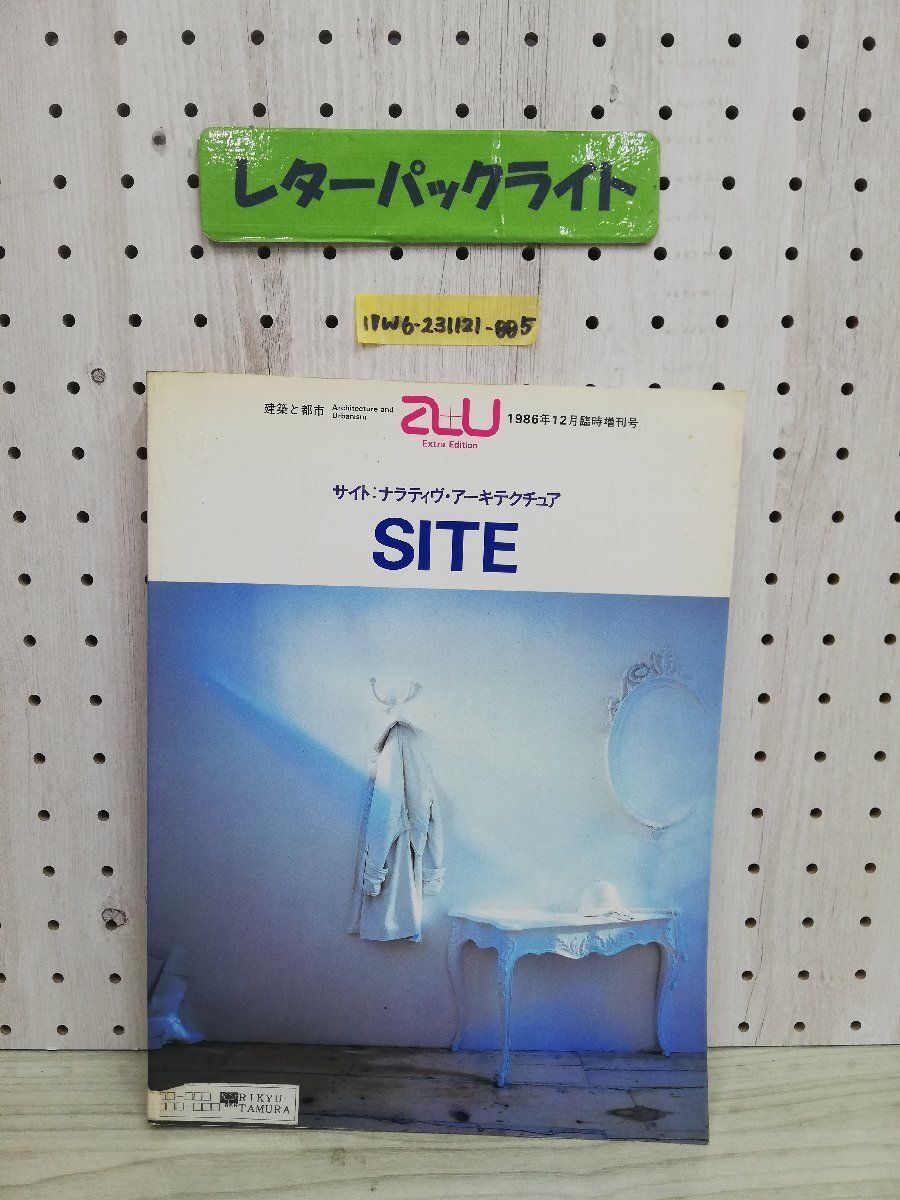 レターパックライト
1PW6-231121-005
建築と都市 Architecture and Urbanism a+u 1986年12月臨時増刊号
Extra Edition
サイト:ナラティヴ・アーキテクチュア
SITE
RIKYU
TAMURA